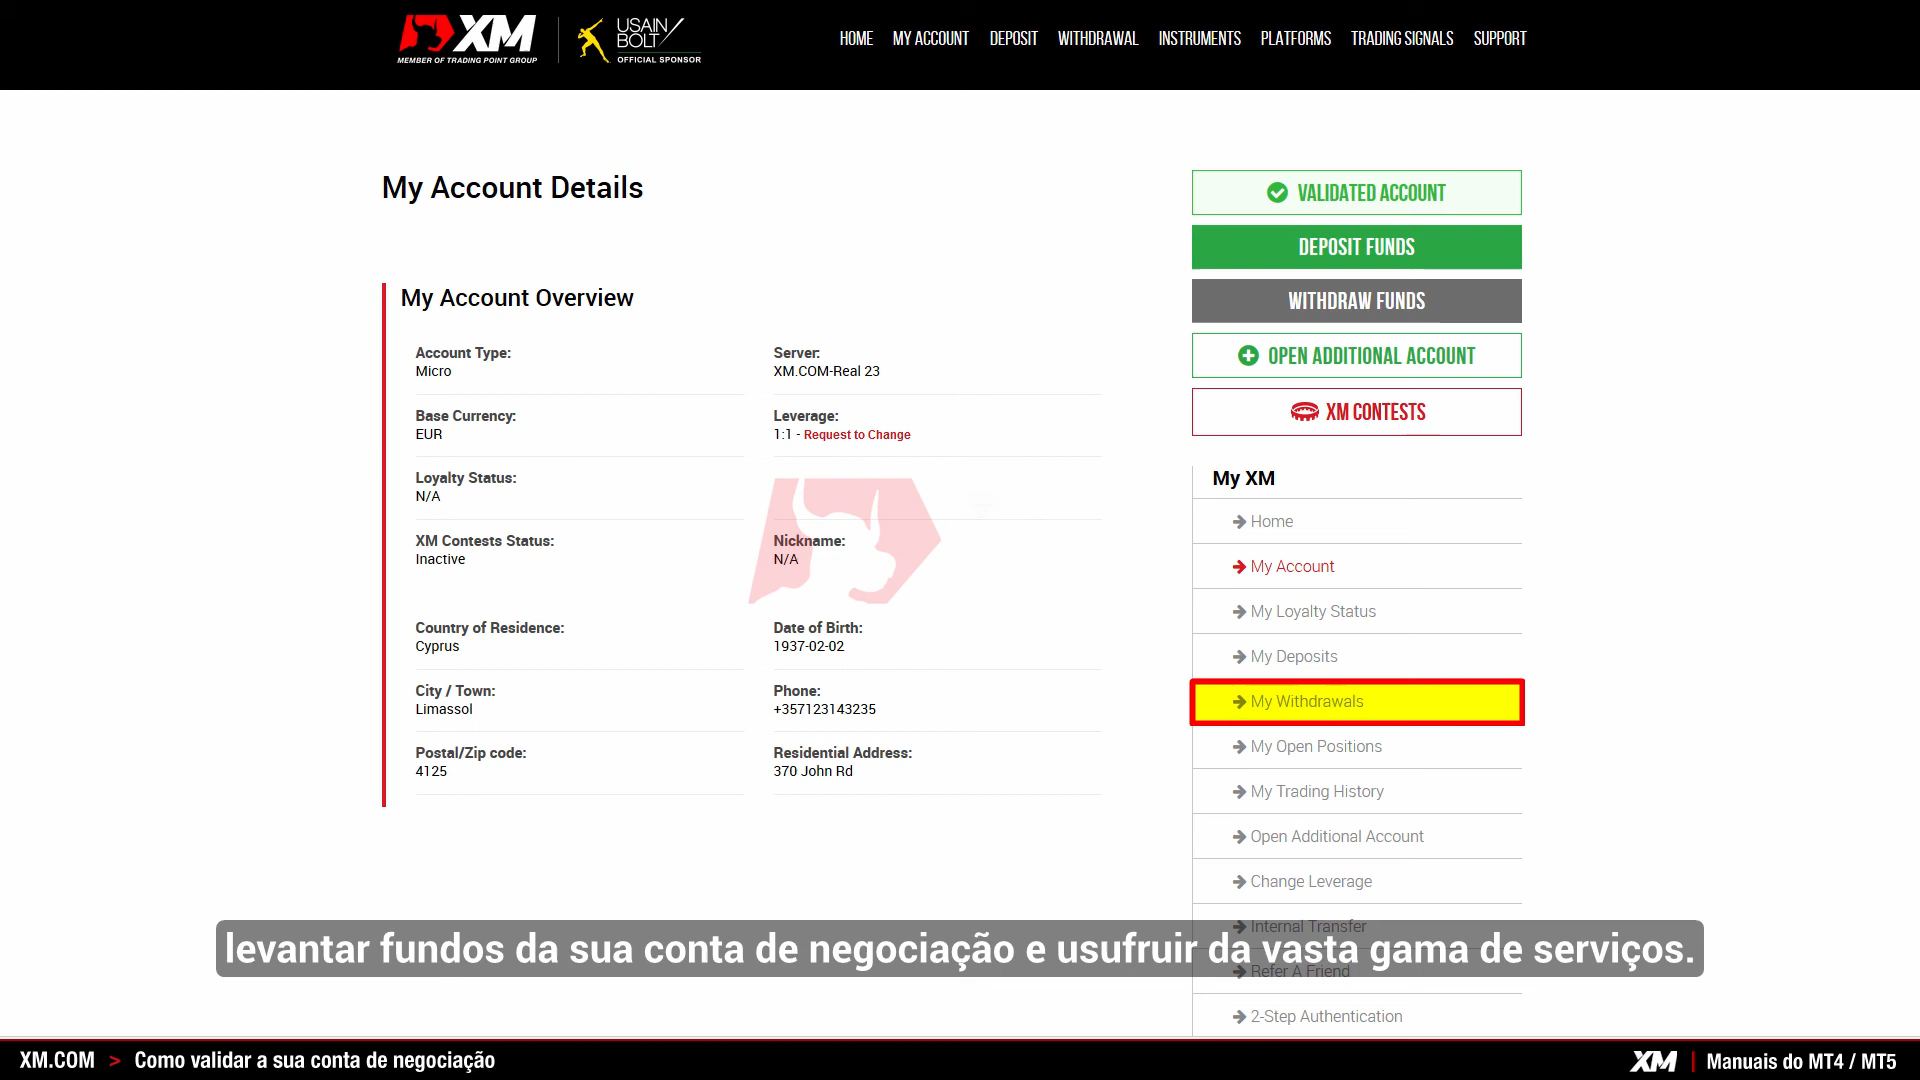 XM
MEMBER OF TRADING POINT GROUP
USAIN
BOLT
OFFICIAL SPONSOR
HOME MY ACCOUNT DEPOSIT WITHDRAWAL INSTRUMENTS PLATFORMS TRADING SIGNALS SUPPORT
My Account Details
My Account Overview
Account Type:
Micro
Server:
XM.COM-Real 23
Base Currency:
EUR
Leverage:
1:1 - Request to Change
Loyalty Status:
N/A
XM Contests Status:
Inactive
Nickname:
N/A
Country of Residence:
Cyprus
Date of Birth:
1937-02-02
City / Town:
Limassol
Phone:
+357123143235
Postal/Zip code:
4125
Residential Address:
370 John Rd
VALIDATED ACCOUNT
DEPOSIT FUNDS
WITHDRAW FUNDS
OPEN ADDITIONAL ACCOUNT
XM CONTESTS
My XM
Home
My Account
My Loyalty Status
My Deposits
My Withdrawals
My Open Positions
My Trading History
Open Additional Account
Change Leverage
Internal Transfer
Refer A Friend
2-Step Authentication
levantar fundos da sua conta de negociação e usufruir da vasta gama de serviços.
XM.COM > Como validar a sua conta de negociação
XM | Manuais do MT4 / MT5